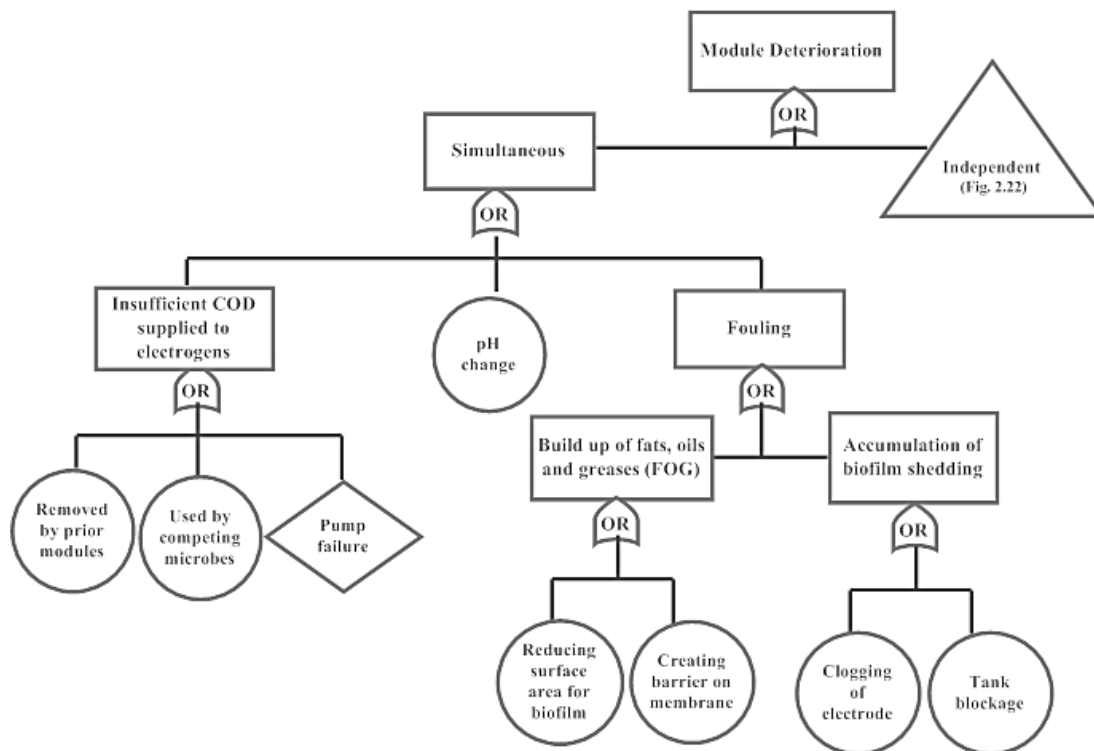 Module Deterioration
OR
Simultaneous
Independent
(Fig. 2.22)
OR
Insufficient COD
supplied to
electrogens
pH
change
Fouling
OR
OR
Build up of fats, oils
and greases (FOG)
Accumulation of
biofilm shedding
Removed
by prior
modules
Used by
competing
microbes
Pump
failure
OR
OR
Reducing
surface
area for
biofilm
Creating
barrier on
membrane
Clogging
of
electrode
Tank
blockage